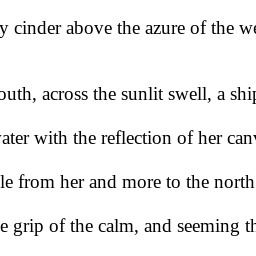 y cinder above the azure of the we
outh, across the sunlit swell, a ship
vater with the reflection of her canv
le from her and more to the north
e grip of the calm, and seeming th